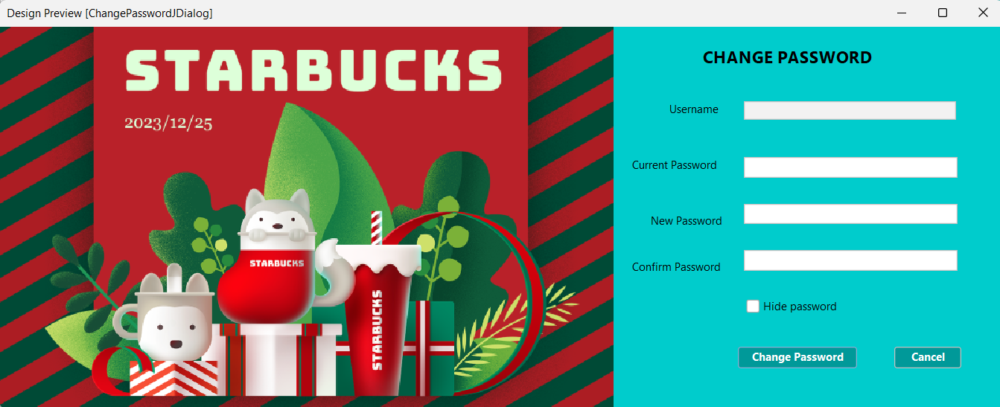 Design Preview [ChangePasswordJDialog]
STARBUCKS
2023/12/25
STARBUCKS
STARBUCKS
CHANGE PASSWORD
Username
Current Password
New Password
Confirm Password
Hide password
Change Password
Cancel